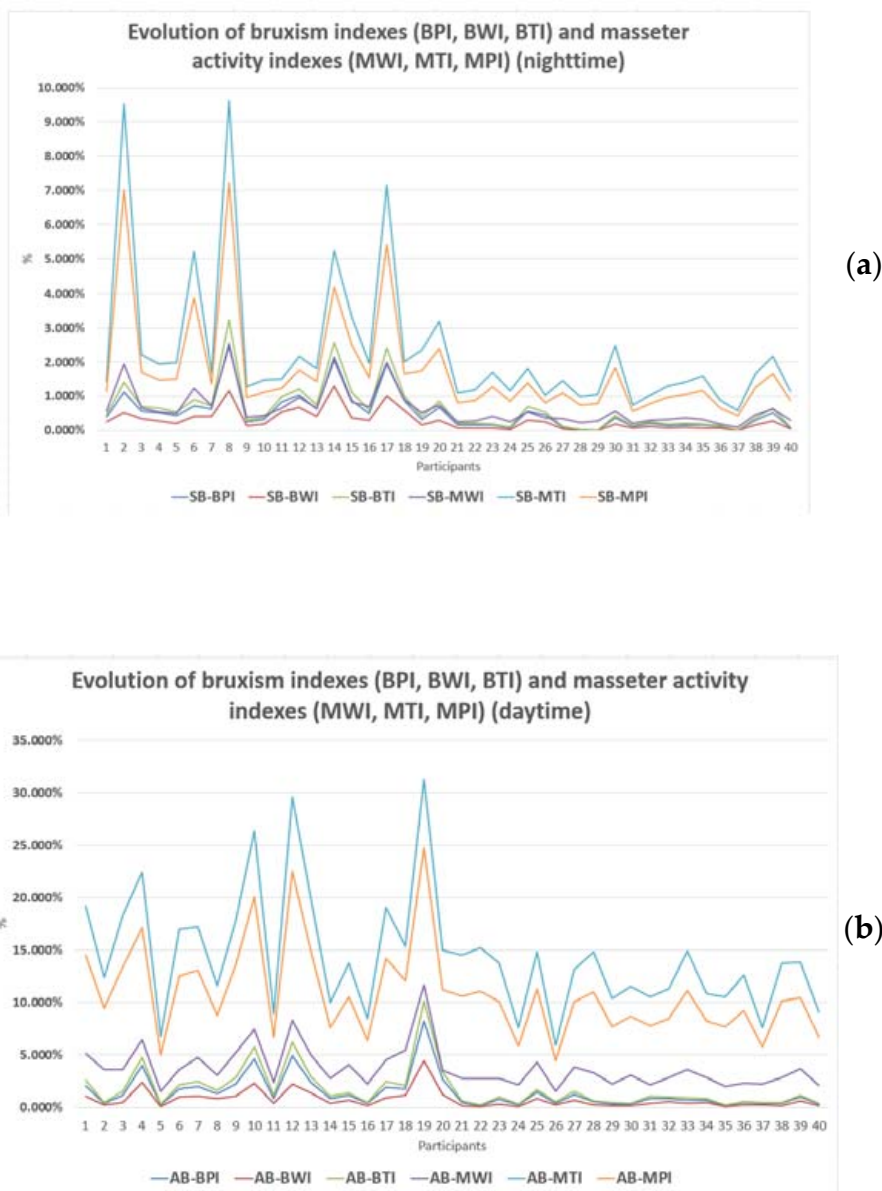 Evolution of bruxism indexes (BPI, BWI, BTI) and masseter
activity indexes (MWI, MTI, MPI) (nighttime)
10.000%
9.000%
8.000%
7.000%
6.000%
5.000%
4.000%
3.000%
2.000%
1.000%
0.000%
%
1 2 3 4 5 6 7 8 9 10 11 12 13 14 15 16 17 18 19 20 21 22 23 24 25 26 27 28 29 30 31 32 33 34 35 36 37 38 39 40
Participants
SB-BPI SB-BWI SB-BTI SB-MWI SB-MTI SB-MPI
(a)
Evolution of bruxism indexes (BPI, BWI, BTI) and masseter activity
indexes (MWI, MTI, MPI) (daytime)
35.000%
30.000%
25.000%
20.000%
15.000%
10.000%
5.000%
0.000%
%
1 2 3 4 5 6 7 8 9 10 11 12 13 14 15 16 17 18 19 20 21 22 23 24 25 26 27 28 29 30 31 32 33 34 35 36 37 38 39 40
Participants
AB-BPI AB-BWI AB-BTI AB-MWI AB-MTI AB-MPI
(b)